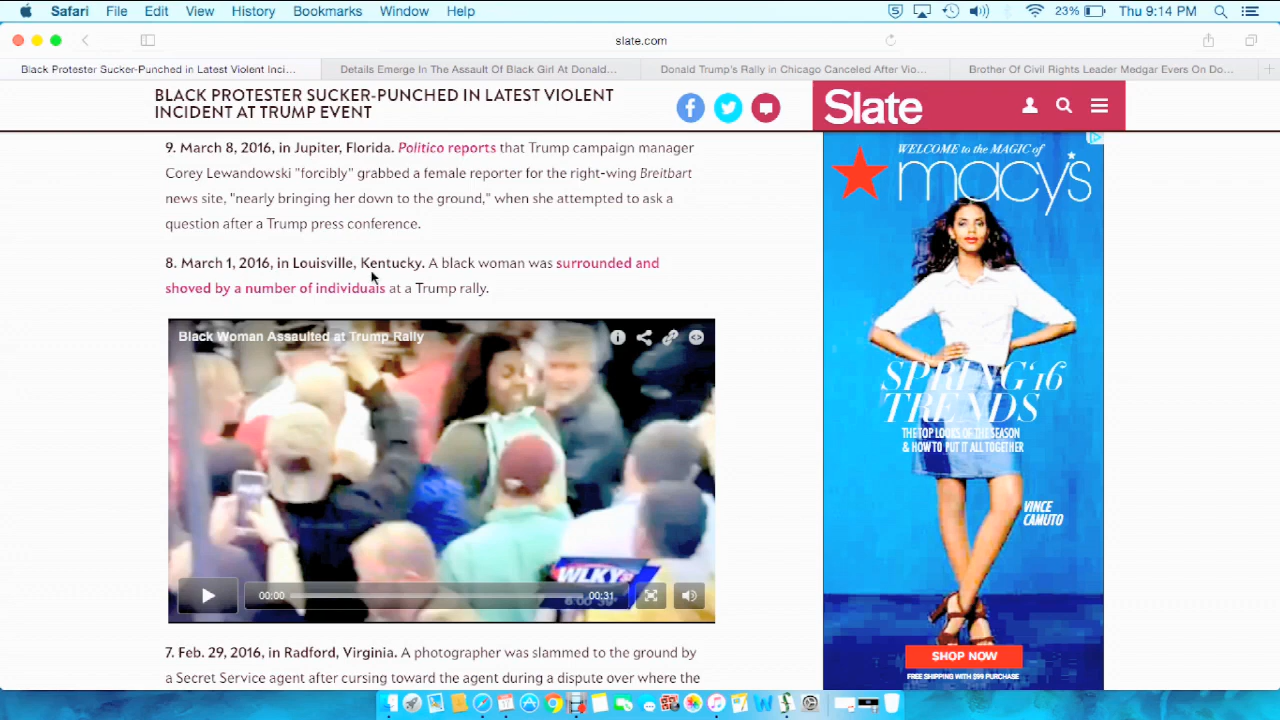 Safari File Edit View History Bookmarks Window Help 5 23% Thu 9:14 PM
slate.com
Black Protester Sucker-Punched in Latest Violent Inci... Details Emerge In The Assault Of Black Girl At Donald... Donald Trump's Rally in Chicago Canceled After Vio... Brother Of Civil Rights Leader Medgar Evers On Do...
BLACK PROTESTER SUCKER-PUNCHED IN LATEST VIOLENT
INCIDENT AT TRUMP EVENT
Slate
9. March 8, 2016, in Jupiter, Florida. Politico reports that Trump campaign manager
Corey Lewandowski "forcibly" grabbed a female reporter for the right-wing Breitbart
news site, "nearly bringing her down to the ground," when she attempted to ask a
question after a Trump press conference.
8. March 1, 2016, in Louisville, Kentucky. A black woman was surrounded and
shoved by a number of individuals at a Trump rally.
Black Woman Assaulted at Trump Rally
WLKY
00:00 00:31
7. Feb. 29, 2016, in Radford, Virginia. A photographer was slammed to the ground by
a Secret Service agent after cursing toward the agent during a dispute over where the
WELCOME to the MAGIC of
macy's
SPRING '16
TRENDS
THE TOP LOOKS OF THE SEASON
& HOW TO PUT IT ALL TOGETHER
VINCE
CAMUTO
SHOP NOW
FREE SHIPPING WITH $99 PURCHASE